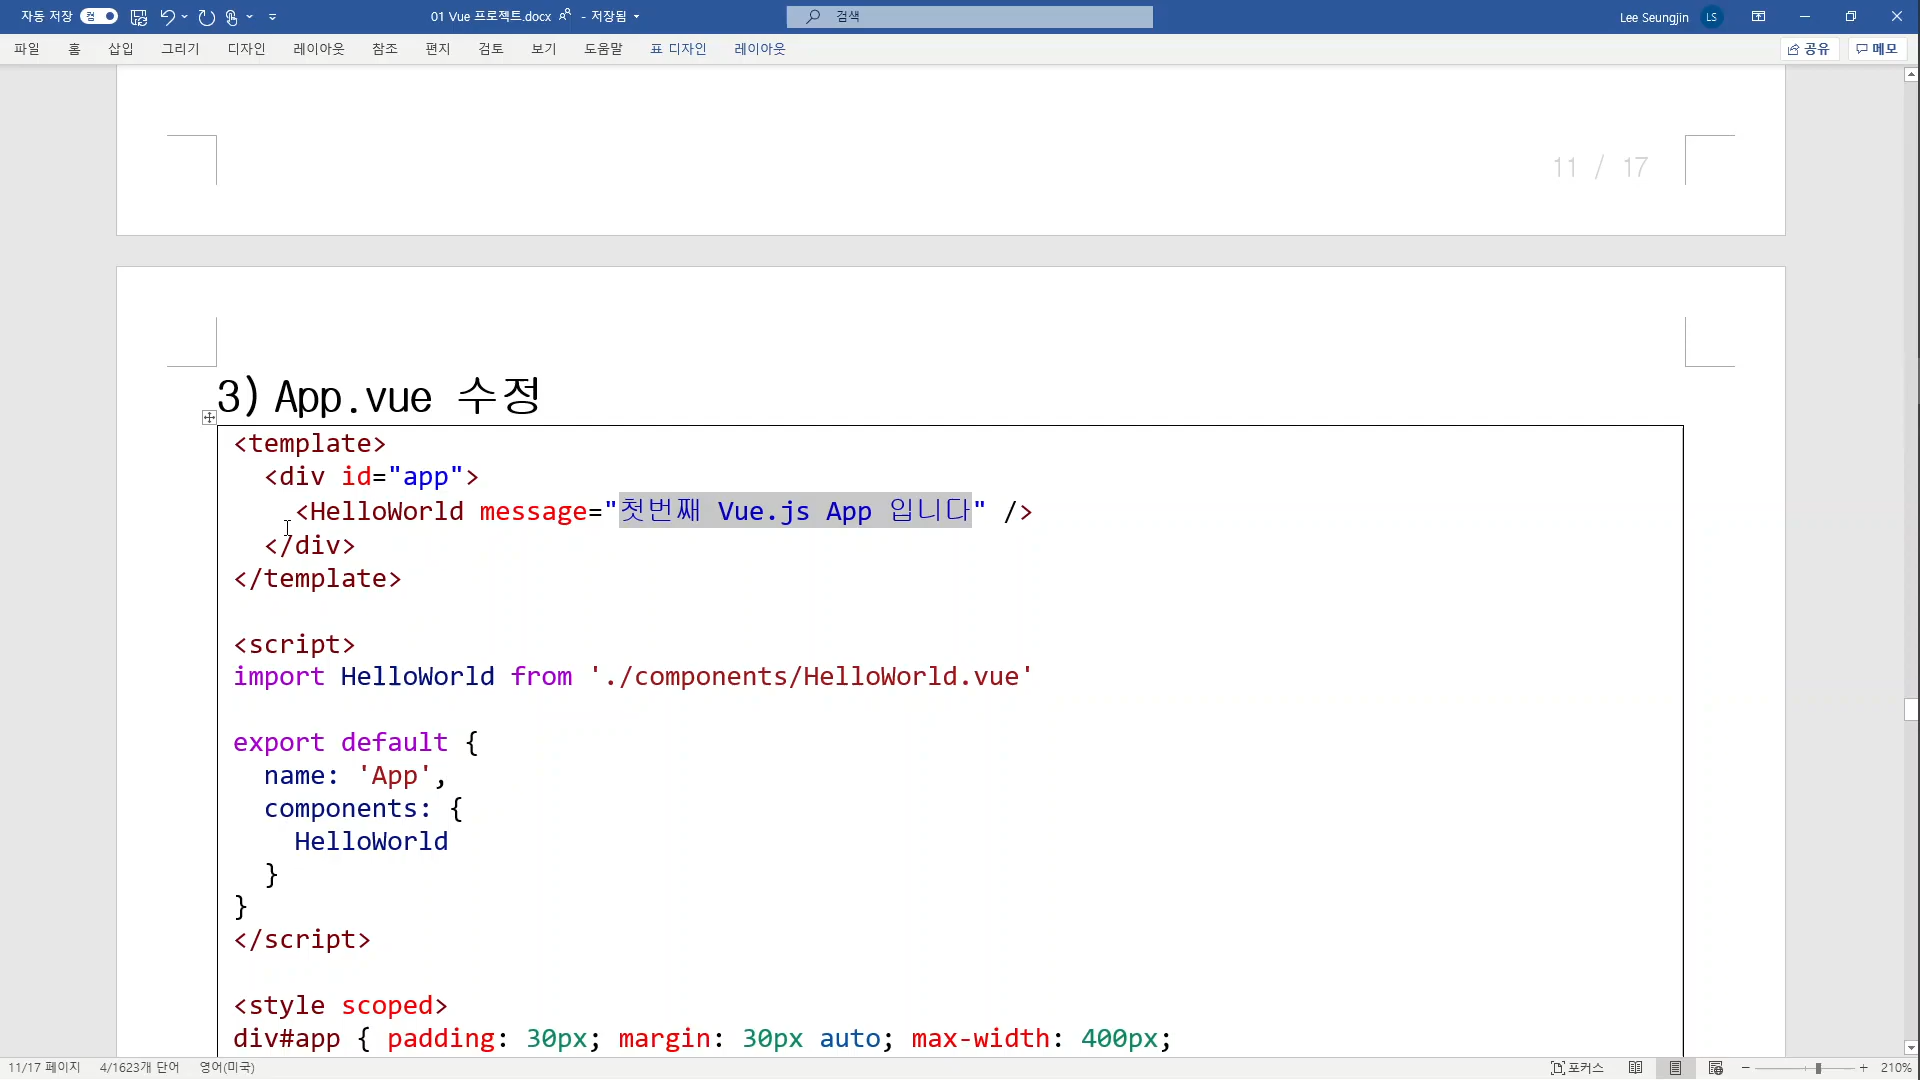 자동 저장 켬 01 Vue 프로젝트.docx - 저장됨 검색 Lee Seungjin LS
파일 홈 삽입 그리기 디자인 레이아웃 참조 편지 검토 보기 도움말 표 디자인 레이아웃 공유 메모
11 / 17
3) App.vue 수정
<template>
  <div id="app">
    <HelloWorld message="첫번째 Vue.js App 입니다" />
  </div>
</template>
<script>
import HelloWorld from './components/HelloWorld.vue'
export default {
  name: 'App',
  components: {
    HelloWorld
  }
}
</script>
<style scoped>
div#app { padding: 30px; margin: 30px auto; max-width: 400px;
11/17 페이지 4/1623개 단어 영어(미국) 포커스 210%